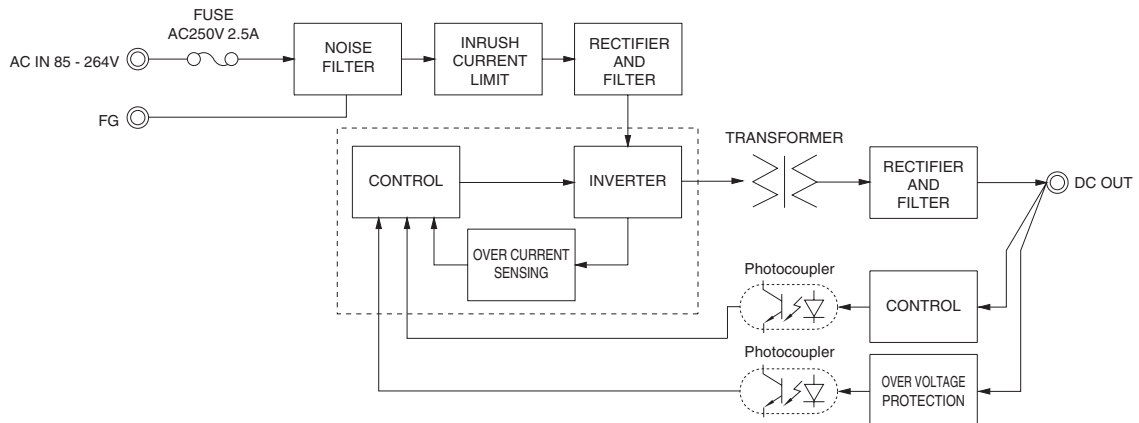 FUSE
AC250V 2.5A
AC IN 85 - 264V
NOISE
FILTER
INRUSH
CURRENT
LIMIT
RECTIFIER
AND
FILTER
FG
TRANSFORMER
CONTROL
INVERTER
RECTIFIER
AND
FILTER
DC OUT
OVER CURRENT
SENSING
Photocoupler
CONTROL
Photocoupler
OVER VOLTAGE
PROTECTION